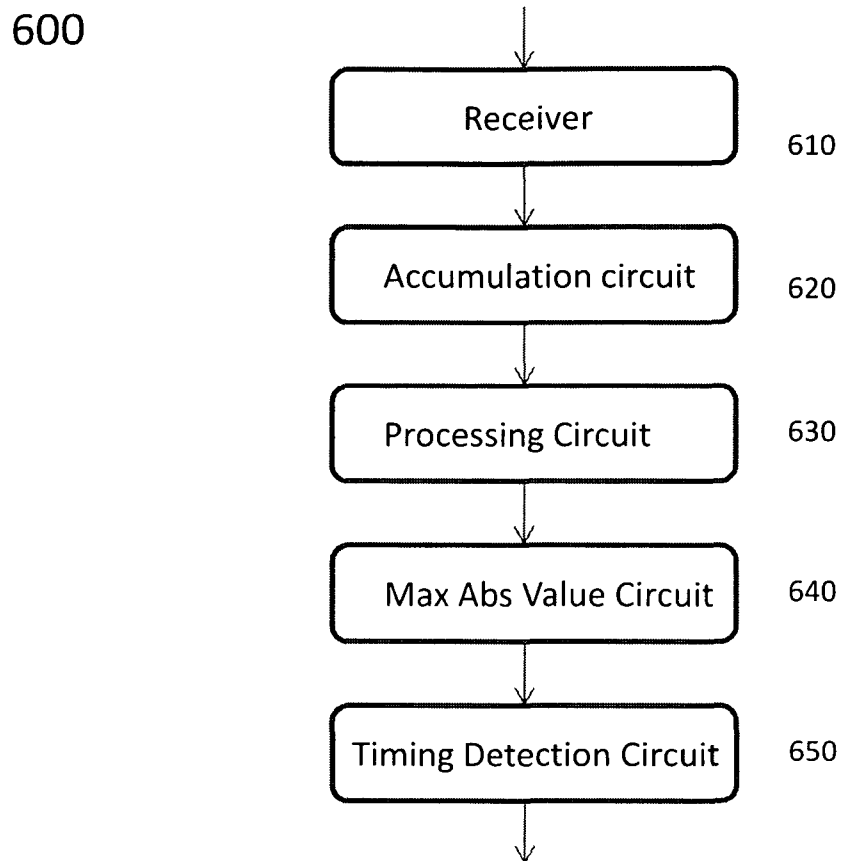 600
Receiver
610
Accumulation circuit
620
Processing Circuit
630
Max Abs Value Circuit
640
Timing Detection Circuit
650